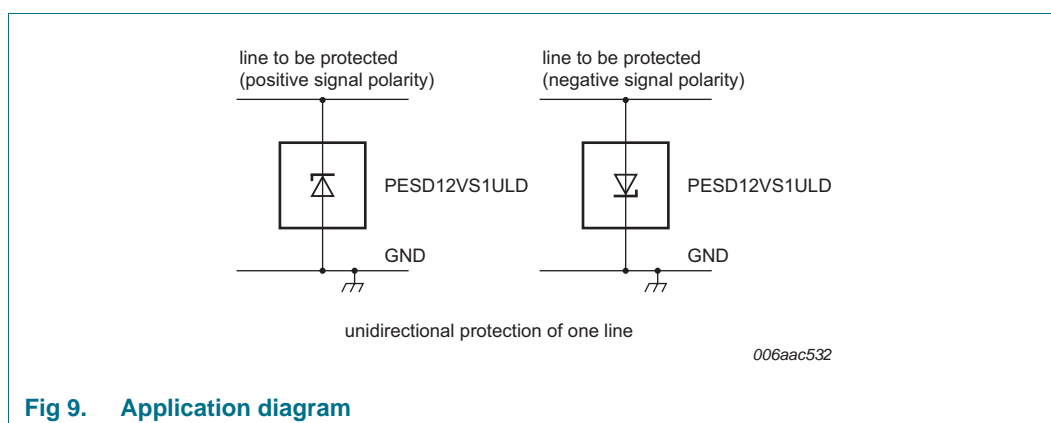 line to be protected
(positive signal polarity)
line to be protected
(negative signal polarity)
PESD12VS1ULD
PESD12VS1ULD
GND
GND
unidirectional protection of one line
006aac532
Fig 9. Application diagram